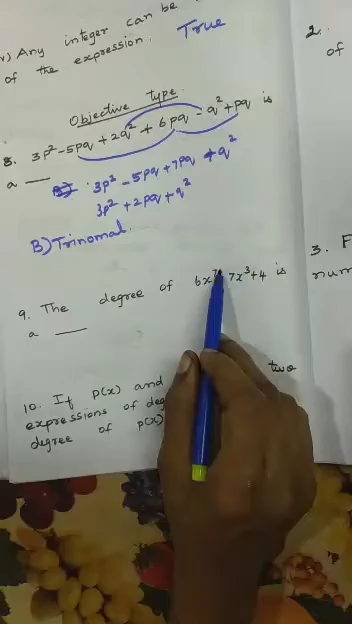 v) Any integer can be
of the expression. True
Objective type
8. 3p² - 5pq + 2q² + 6pq - q² + pq is
a ___
3p² - 5pq + 7pq + q²
3p² + 2pq + q²
B) Trinomal.
9. The degree of 6x 7x³ + 4 is
a ___
10. If p(x) and two
expressions of deg
degree of p(x)
2.
of
3. F
num